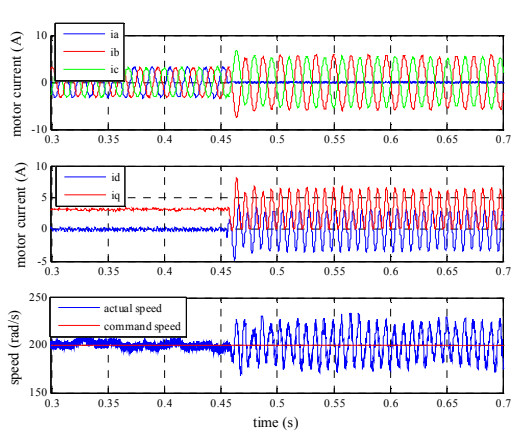 motor current (A)
10
0
-10
ia
ib
ic
0.3 0.35 0.4 0.45 0.5 0.55 0.6 0.65 0.7
motor current (A)
10
5
0
-5
id
iq
0.3 0.35 0.4 0.45 0.5 0.55 0.6 0.65 0.7
speed (rad/s)
250
200
150
actual speed
command speed
0.3 0.35 0.4 0.45 0.5 0.55 0.6 0.65 0.7
time (s)